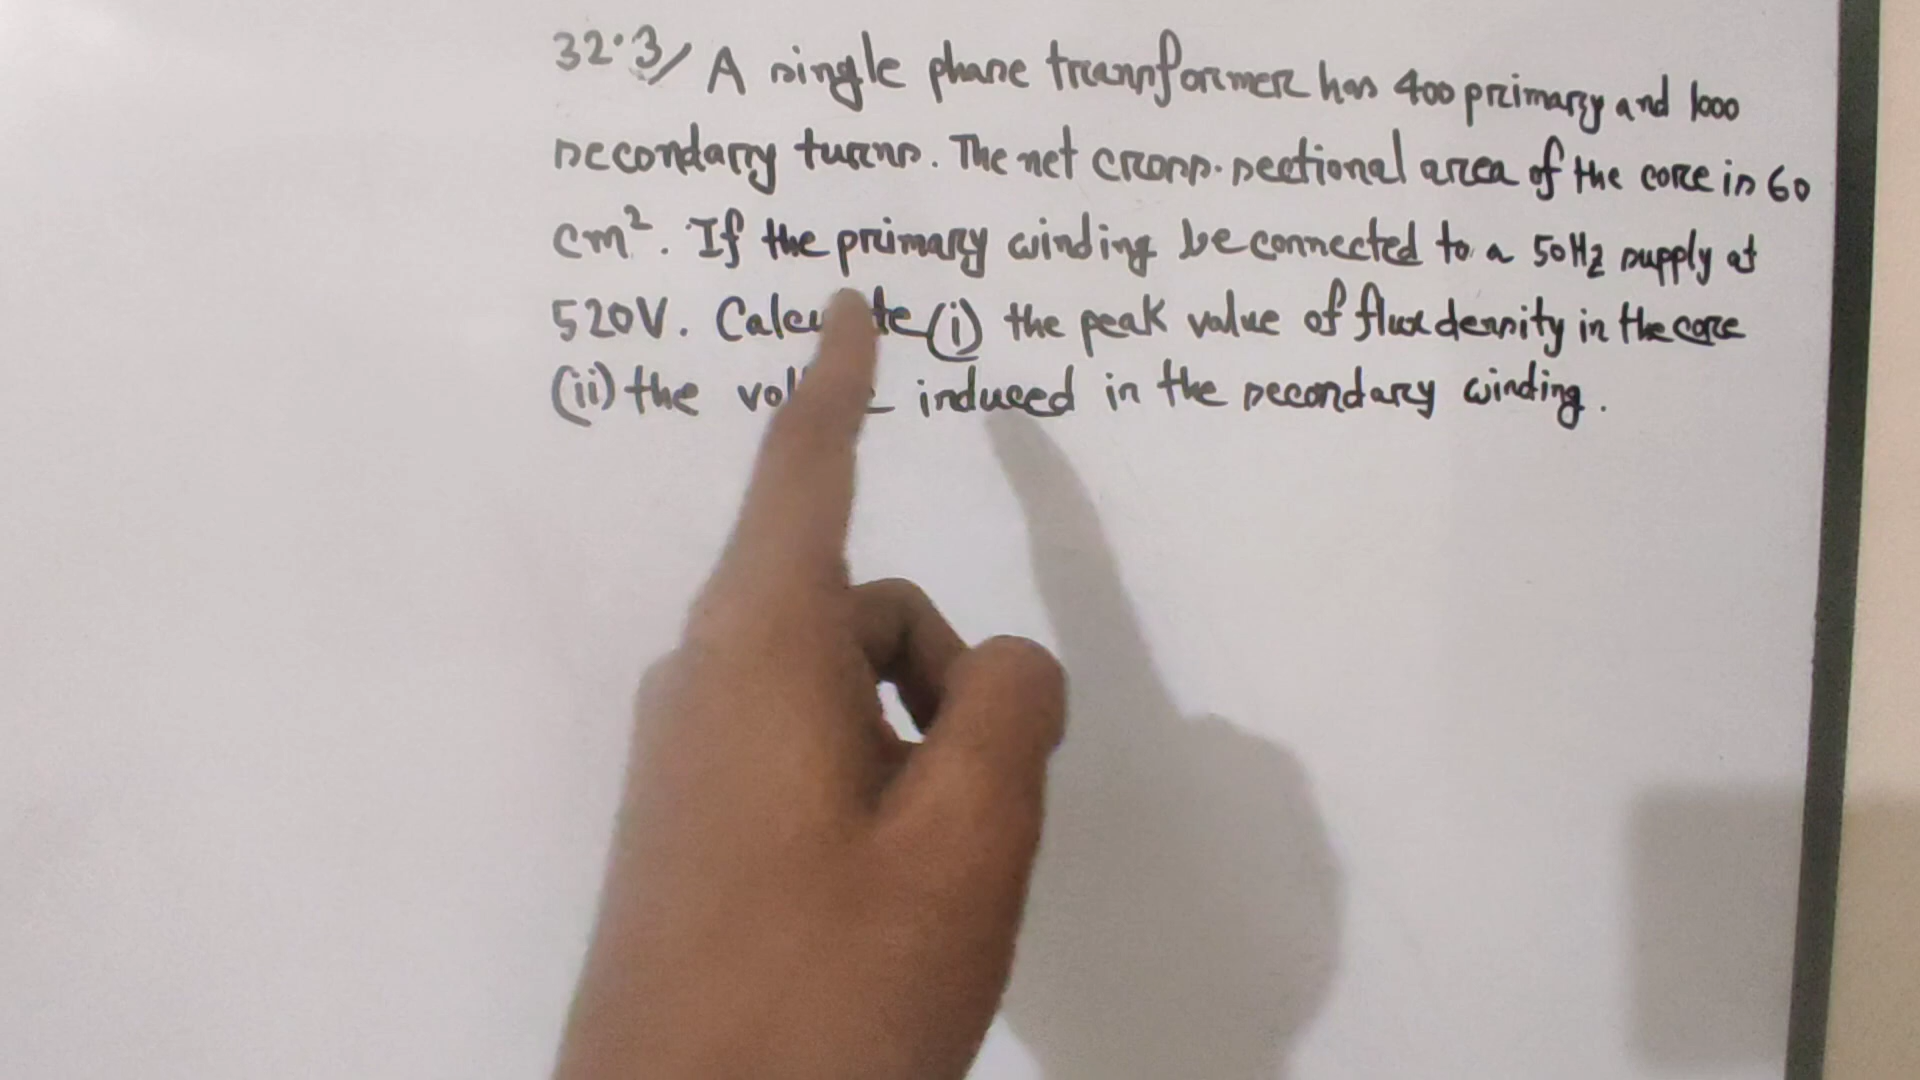 32.3/ A single phase transformer has 400 primary and 1000
secondary turns. The net cross-sectional area of the core is 60
cm². If the primary winding be connected to a 50Hz supply at
520V. (i) the peak value of flux density in the core
(ii) the induced in the secondary winding.